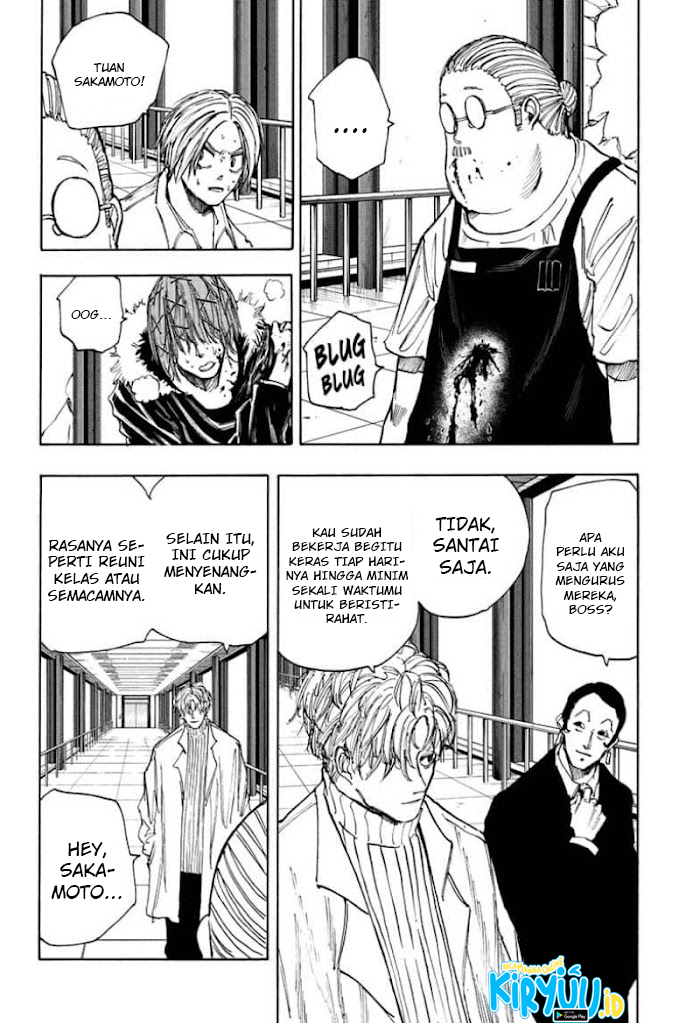 ....
BLUG
BLUG
TUAN
SAKAMOTO!
OOG...
APA
PERLU AKU
SAJA YANG
MENGURUS
MEREKA,
BOSS?
TIDAK,
SANTAI
SAJA.
KAU SUDAH
BEKERJA BEGITU
KERAS TIAP HARI-
NYA HINGGA MINIM
SEKALI WAKTUMU
UNTUK BERISTI-
RAHAT.
SELAIN ITU,
INI CUKUP
MENYENANG-
KAN.
RASANYA SE-
PERTI REUNI
KELAS ATAU
SEMACAMNYA.
HEY,
SAKA-
MOTO...
KIRYUU.ID
Google Play